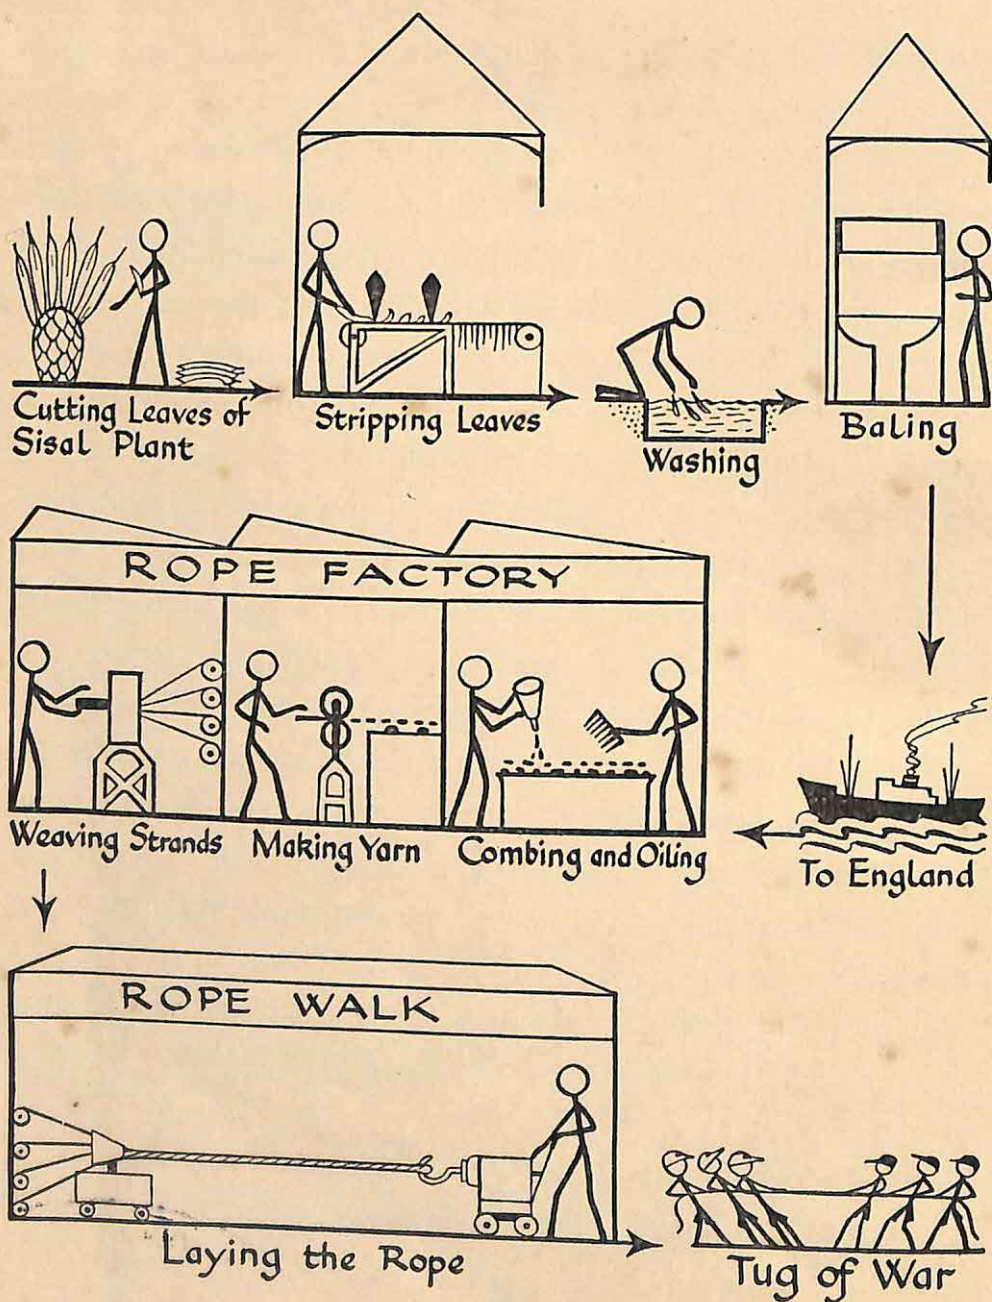 Cutting Leaves of
Sisal Plant
Stripping Leaves
Washing
Baling
ROPE FACTORY
Weaving Strands
Making Yarn
Combing and Oiling
To England
ROPE WALK
Laying the Rope
Tug of War